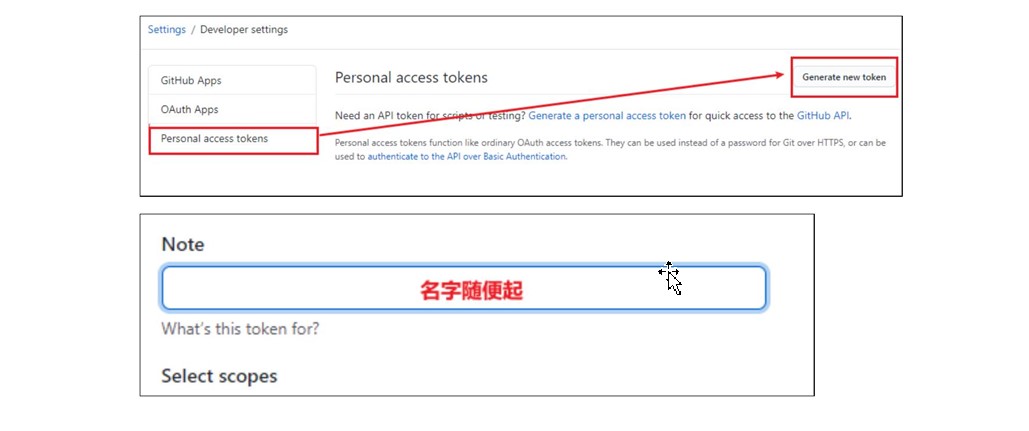 Settings / Developer settings
GitHub Apps
OAuth Apps
Personal access tokens
Personal access tokens
Generate new token
Need an API token for scripts or testing? Generate a personal access token for quick access to the GitHub API.
Personal access tokens function like ordinary OAuth access tokens. They can be used instead of a password for Git over HTTPS, or can be
used to authenticate to the API over Basic Authentication.
Note
名字随便起
What's this token for?
Select scopes